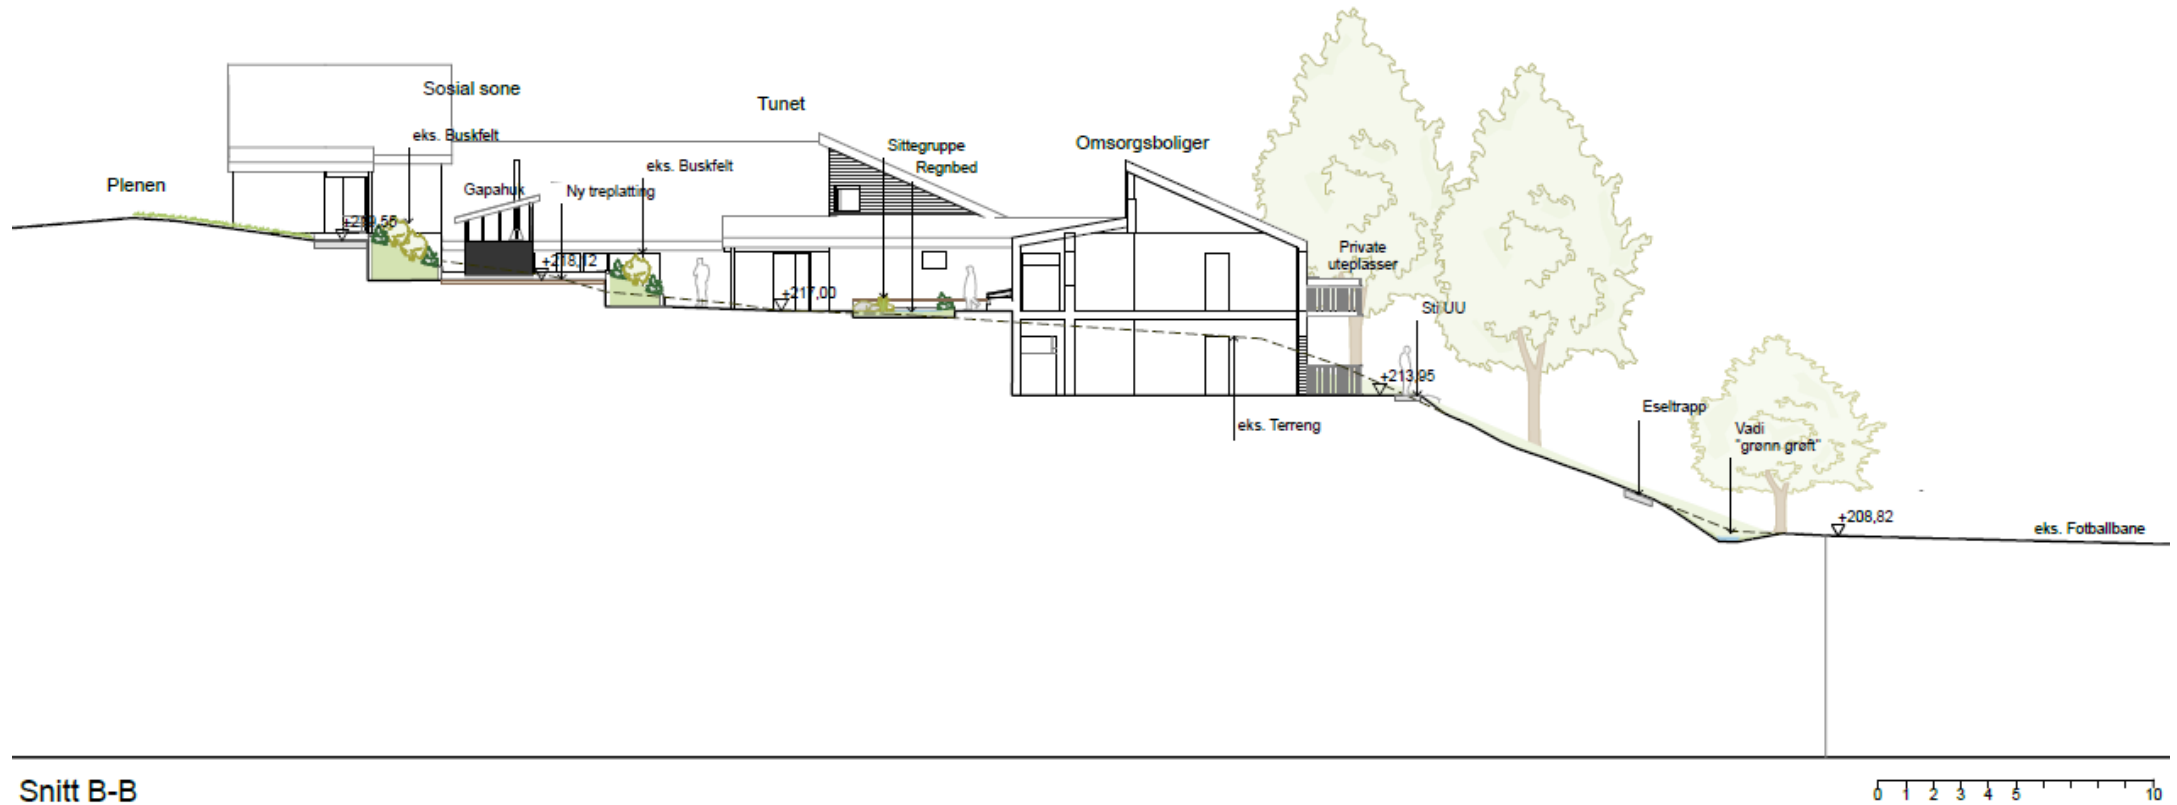 Sosial sone
Tunet
eks. Buskfelt
Sittegruppe
Omsorgsboliger
eks. Buskfelt
Regnbed
Plenen
Gapahuk
Ny treplatting
+219,56
+218,12
Private
uteplasser
+217,00
Sti UU
+213,95
Eseltrapp
eks. Terreng
Vadi
"grønn grøft"
+208,82
eks. Fotballbane
Snitt B-B
0 1 2 3 4 5 10